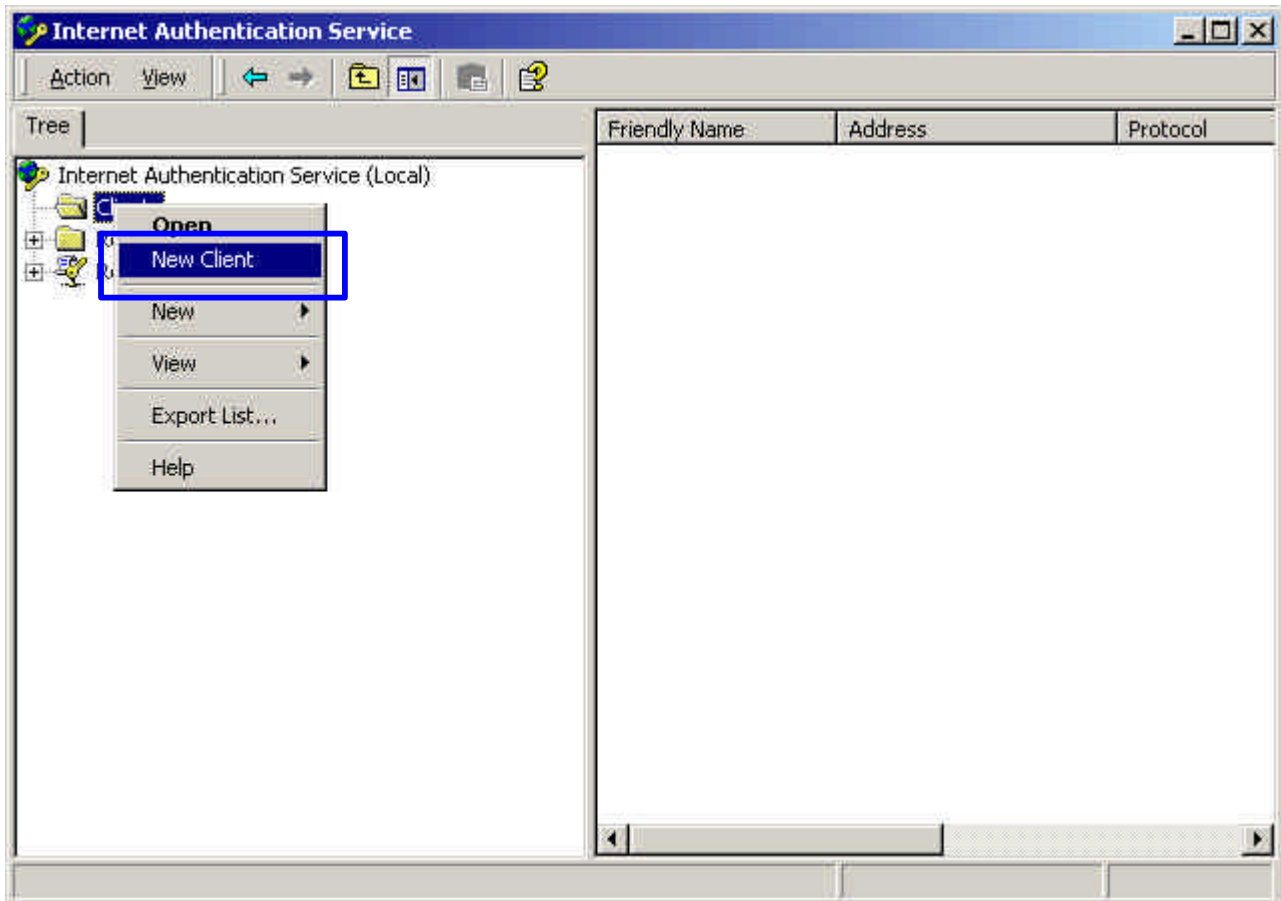 Internet Authentication Service
Action View
Tree
Friendly Name Address Protocol
Internet Authentication Service (Local)
Open
New Client
New
View
Export List...
Help